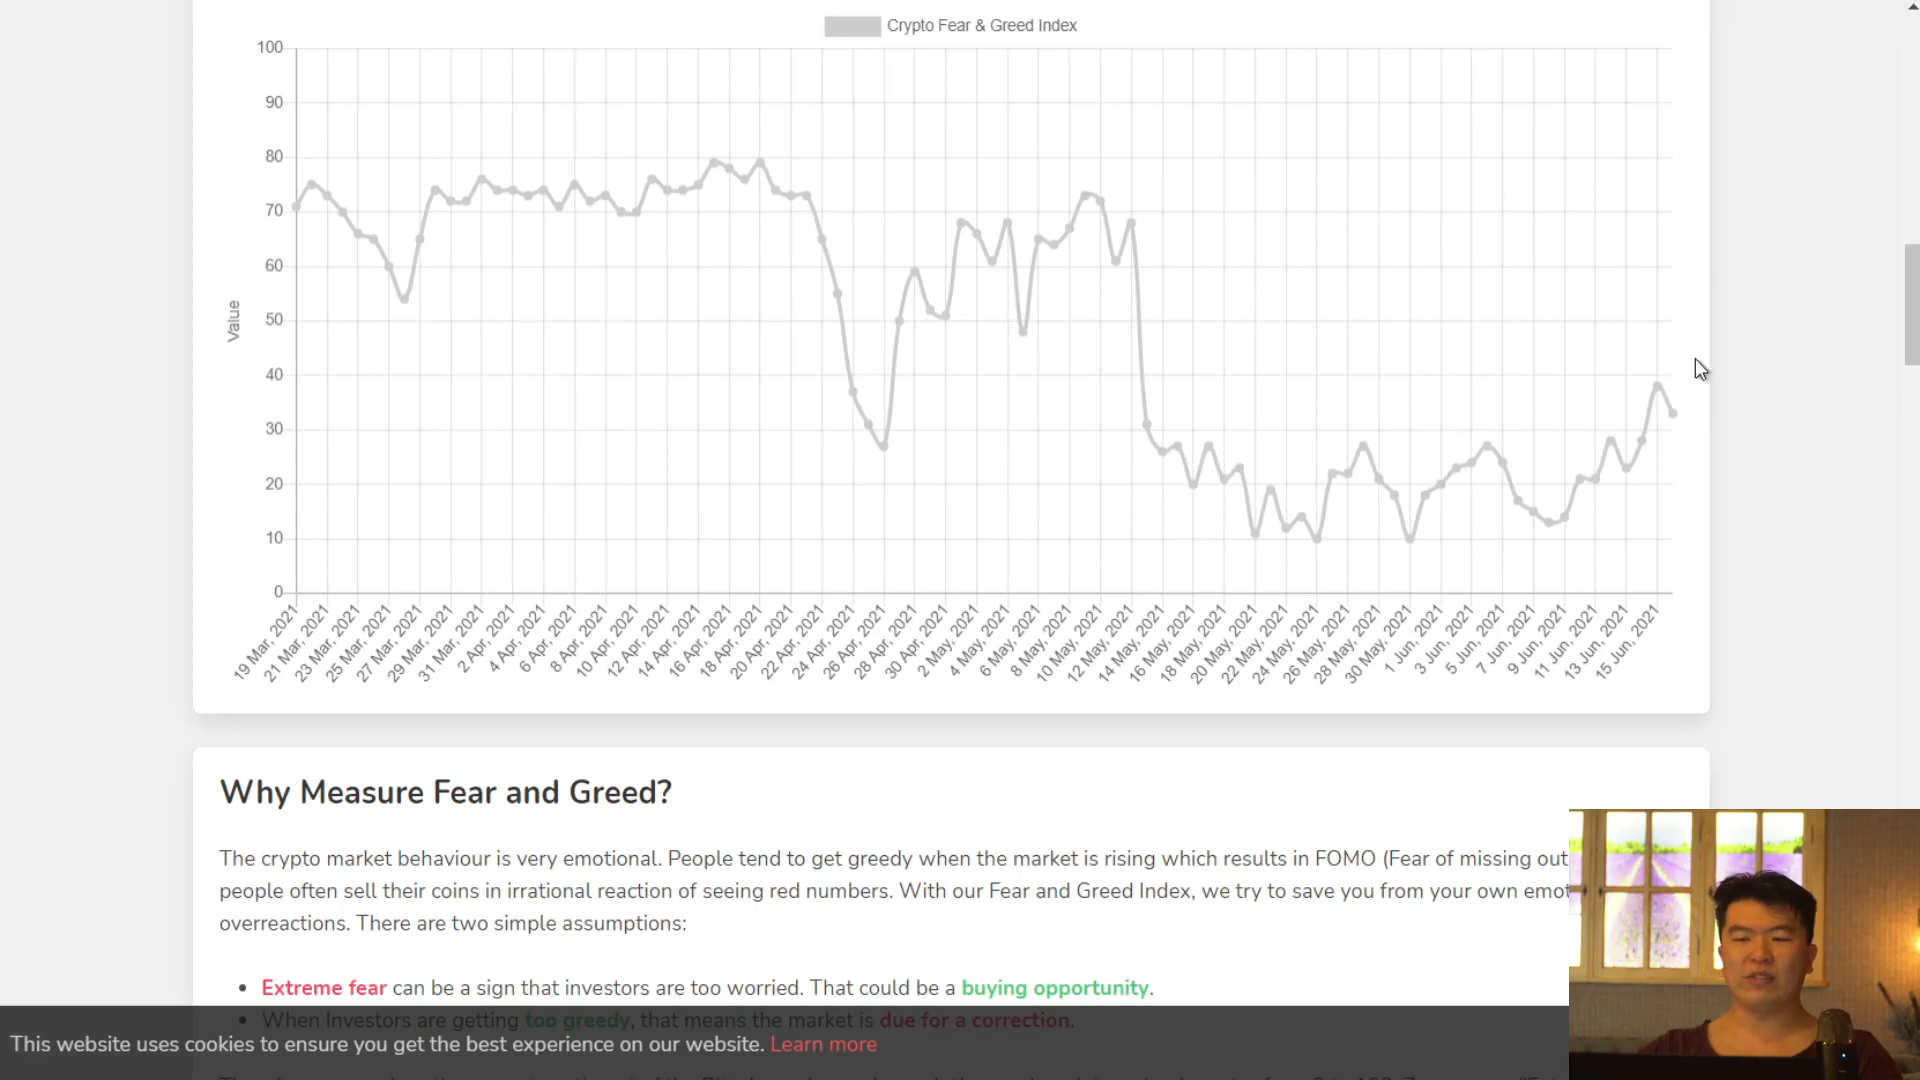 Crypto Fear & Greed Index
100
90
80
70
60
50
40
30
20
10
0
Value
19 Mar, 2021
21 Mar, 2021
23 Mar, 2021
25 Mar, 2021
27 Mar, 2021
29 Mar, 2021
31 Mar, 2021
2 Apr, 2021
4 Apr, 2021
6 Apr, 2021
8 Apr, 2021
10 Apr, 2021
12 Apr, 2021
14 Apr, 2021
16 Apr, 2021
18 Apr, 2021
20 Apr, 2021
22 Apr, 2021
24 Apr, 2021
26 Apr, 2021
28 Apr, 2021
30 Apr, 2021
2 May, 2021
4 May, 2021
6 May, 2021
8 May, 2021
10 May, 2021
12 May, 2021
14 May, 2021
16 May, 2021
18 May, 2021
20 May, 2021
22 May, 2021
24 May, 2021
26 May, 2021
28 May, 2021
30 May, 2021
1 Jun, 2021
3 Jun, 2021
5 Jun, 2021
7 Jun, 2021
9 Jun, 2021
11 Jun, 2021
13 Jun, 2021
15 Jun, 2021
Why Measure Fear and Greed?
The crypto market behaviour is very emotional. People tend to get greedy when the market is rising which results in FOMO (Fear of missing out
people often sell their coins in irrational reaction of seeing red numbers. With our Fear and Greed Index, we try to save you from your own emot
overreactions. There are two simple assumptions:
• Extreme fear can be a sign that investors are too worried. That could be a buying opportunity.
• When Investors are getting too greedy, that means the market is due for a correction.
This website uses cookies to ensure you get the best experience on our website. Learn more